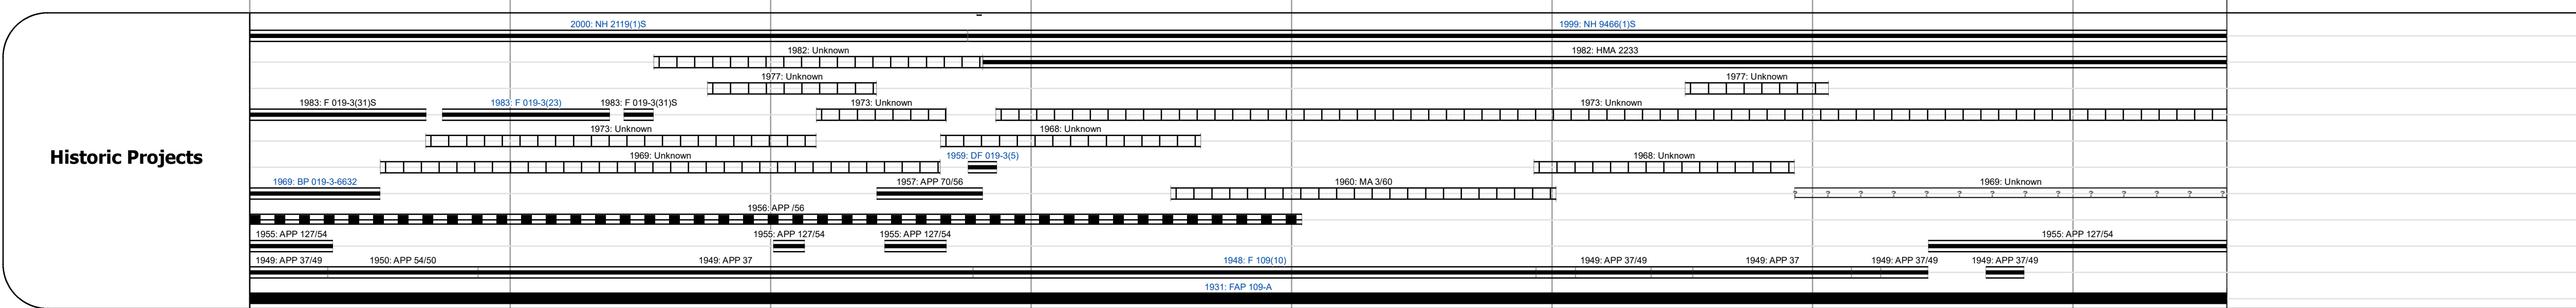 2000: NH 2119(1)S 1999: NH 9466(1)S
1982: Unknown 1982: HMA 2233
1977: Unknown 1977: Unknown
1983: F 019-3(31)S 1983: F 019-3(23) 1983: F 019-3(31)S 1973: Unknown 1973: Unknown
1973: Unknown 1968: Unknown
Historic Projects
1969: Unknown 1959: DF 019-3(5) 1968: Unknown
1969: BP 019-3-6632 1957: APP 70/56 1960: MA 3/60 1969: Unknown
? ? ? ? ? ? ? ? ? ? ? ? ? ?
1956: APP /56
1955: APP 127/54 1955: APP 127/54 1955: APP 127/54 1955: APP 127/54
1949: APP 37/49 1950: APP 54/50 1949: APP 37 1948: F 109(10) 1949: APP 37/49 1949: APP 37 1949: APP 37/49 1949: APP 37/49
1931: FAP 109-A